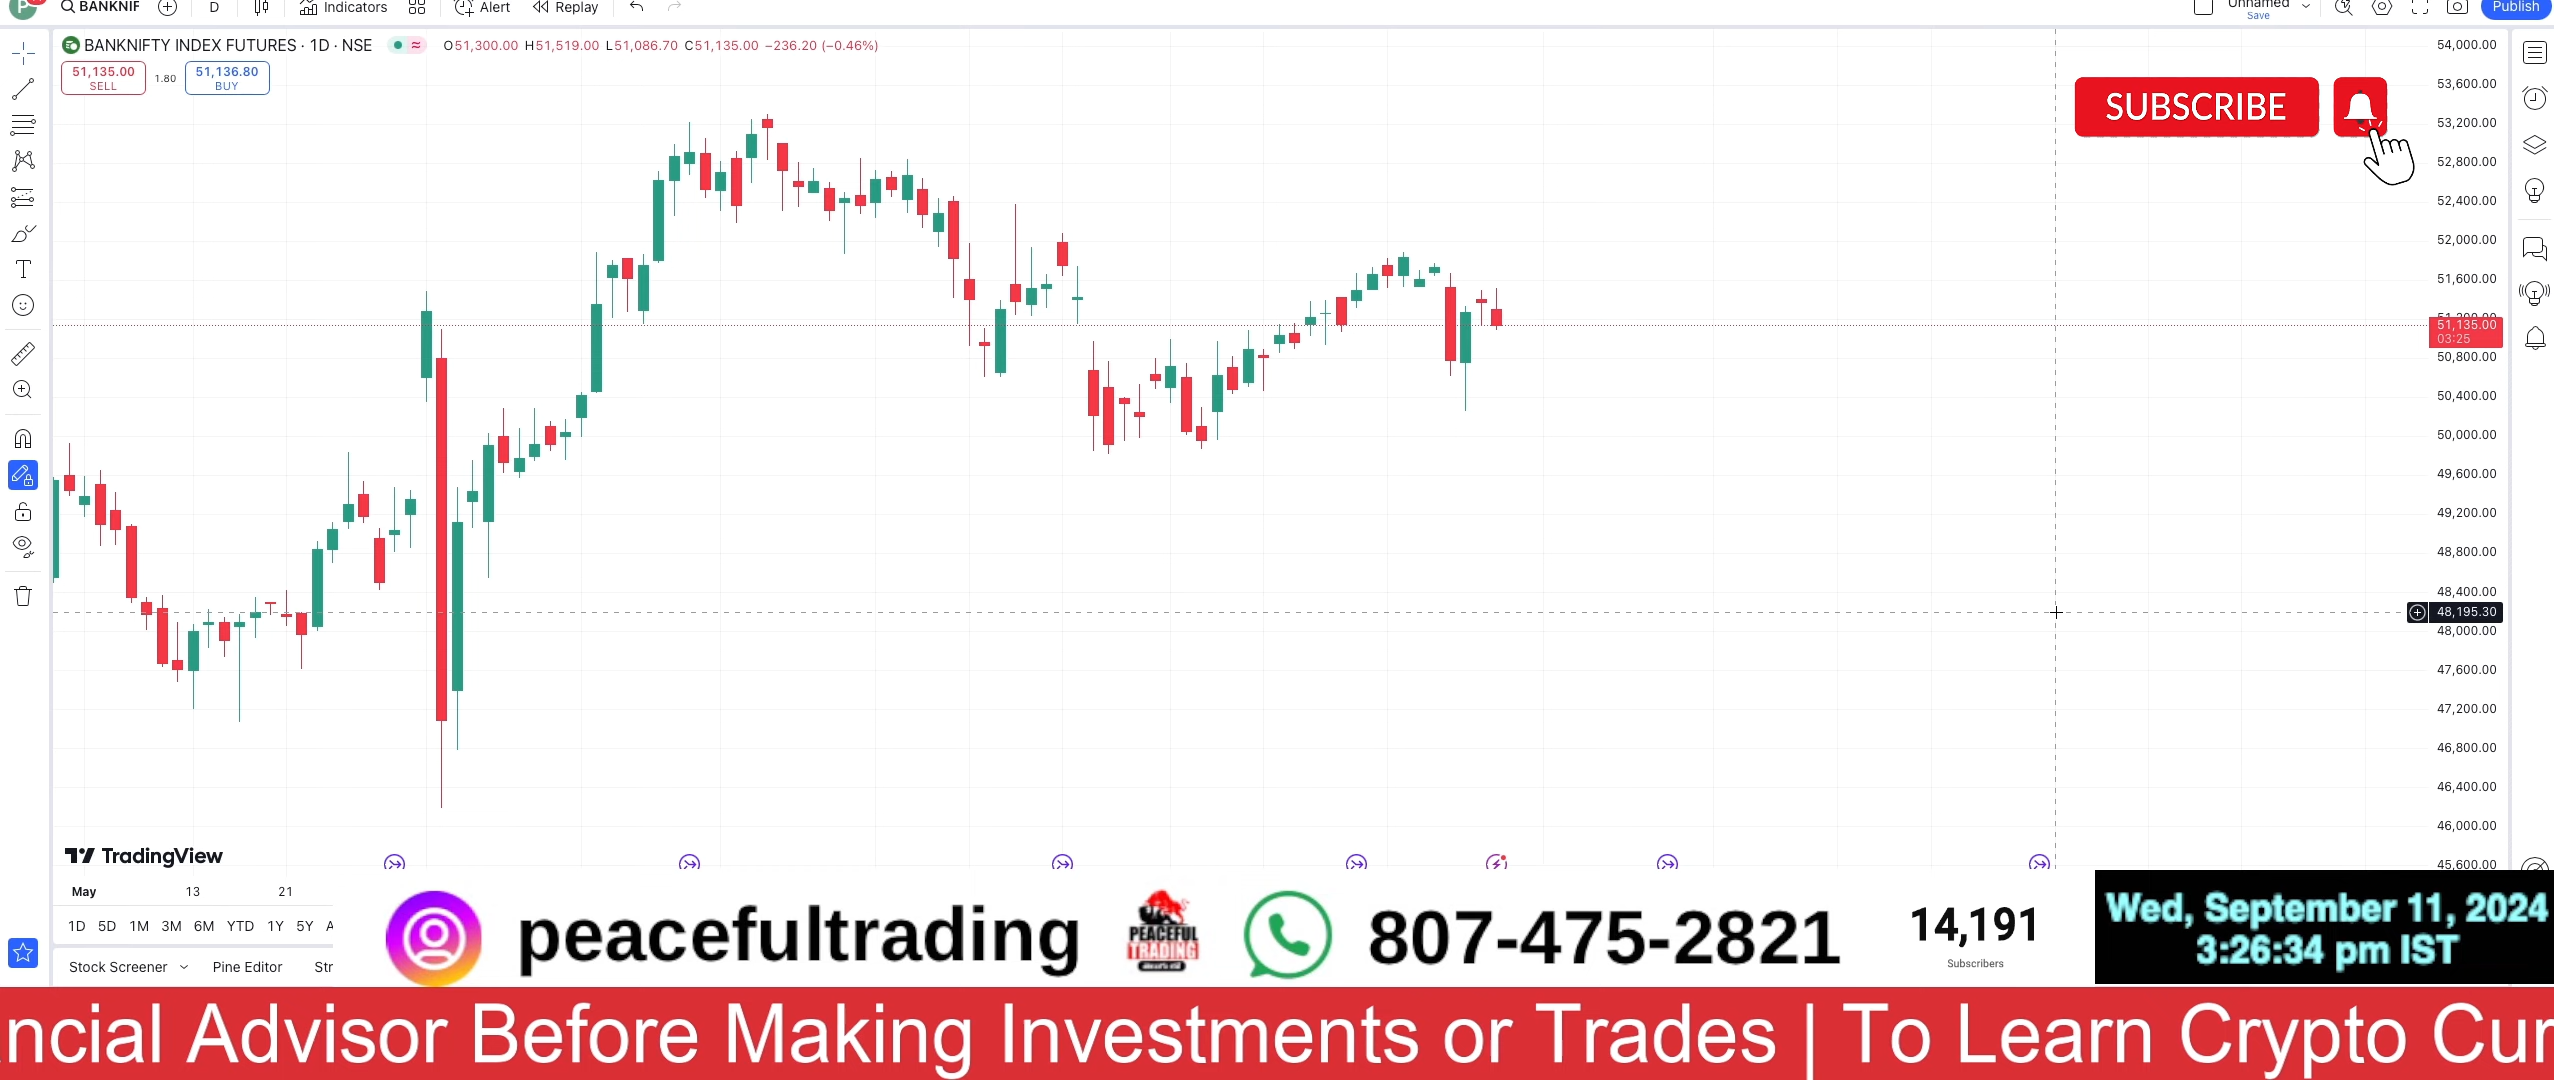 P BANKNIF D Indicators Alert Replay Unnamed Save Publish
BANKNIFTY INDEX FUTURES · 1D · NSE O51,300.00 H51,519.00 L51,086.70 C51,135.00 −236.20 (−0.46%)
51,135.00 SELL 1.80 51,136.80 BUY
SUBSCRIBE
54,000.00
53,600.00
53,200.00
52,800.00
52,400.00
52,000.00
51,600.00
51,200.00
51,135.00
03:25
50,800.00
50,400.00
50,000.00
49,600.00
49,200.00
48,800.00
48,400.00
48,195.30
48,000.00
47,600.00
47,200.00
46,800.00
46,400.00
46,000.00
45,600.00
TradingView
May 13 21
1D 5D 1M 3M 6M YTD 1Y 5Y A
Stock Screener Pine Editor Str
peacefultrading
PEACEFUL
TRADING
807-475-2821
14,191
Subscribers
Wed, September 11, 2024
3:26:34 pm IST
ncial Advisor Before Making Investments or Trades | To Learn Crypto Cur